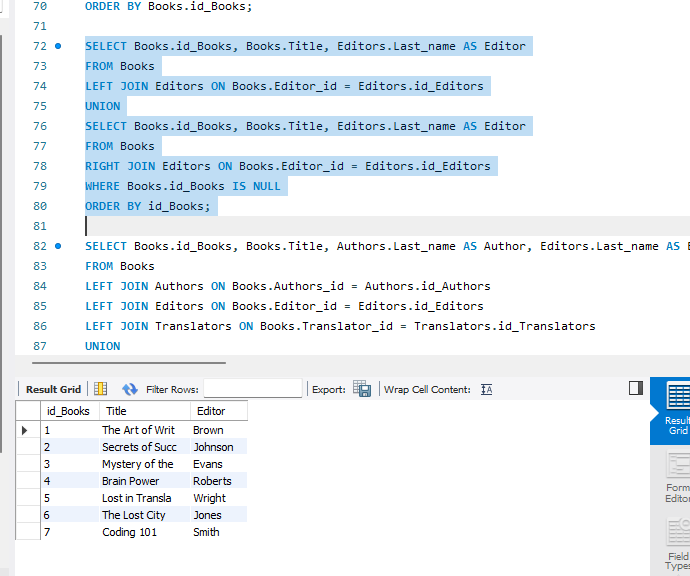 70 ORDER BY Books.id_Books;
71
72 SELECT Books.id_Books, Books.Title, Editors.Last_name AS Editor
73 FROM Books
74 LEFT JOIN Editors ON Books.Editor_id = Editors.id_Editors
75 UNION
76 SELECT Books.id_Books, Books.Title, Editors.Last_name AS Editor
77 FROM Books
78 RIGHT JOIN Editors ON Books.Editor_id = Editors.id_Editors
79 WHERE Books.id_Books IS NULL
80 ORDER BY id_Books;
81
82 SELECT Books.id_Books, Books.Title, Authors.Last_name AS Author, Editors.Last_name AS
83 FROM Books
84 LEFT JOIN Authors ON Books.Authors_id = Authors.id_Authors
85 LEFT JOIN Editors ON Books.Editor_id = Editors.id_Editors
86 LEFT JOIN Translators ON Books.Translator_id = Translators.id_Translators
87 UNION
Result Grid Filter Rows: Export: Wrap Cell Content: IA
id_Books Title Editor
1 The Art of Writ Brown
2 Secrets of Succ Johnson
3 Mystery of the Evans
4 Brain Power Roberts
5 Lost in Transla Wright
6 The Lost City Jones
7 Coding 101 Smith
Result
Grid
Form
Editor
Field
Types